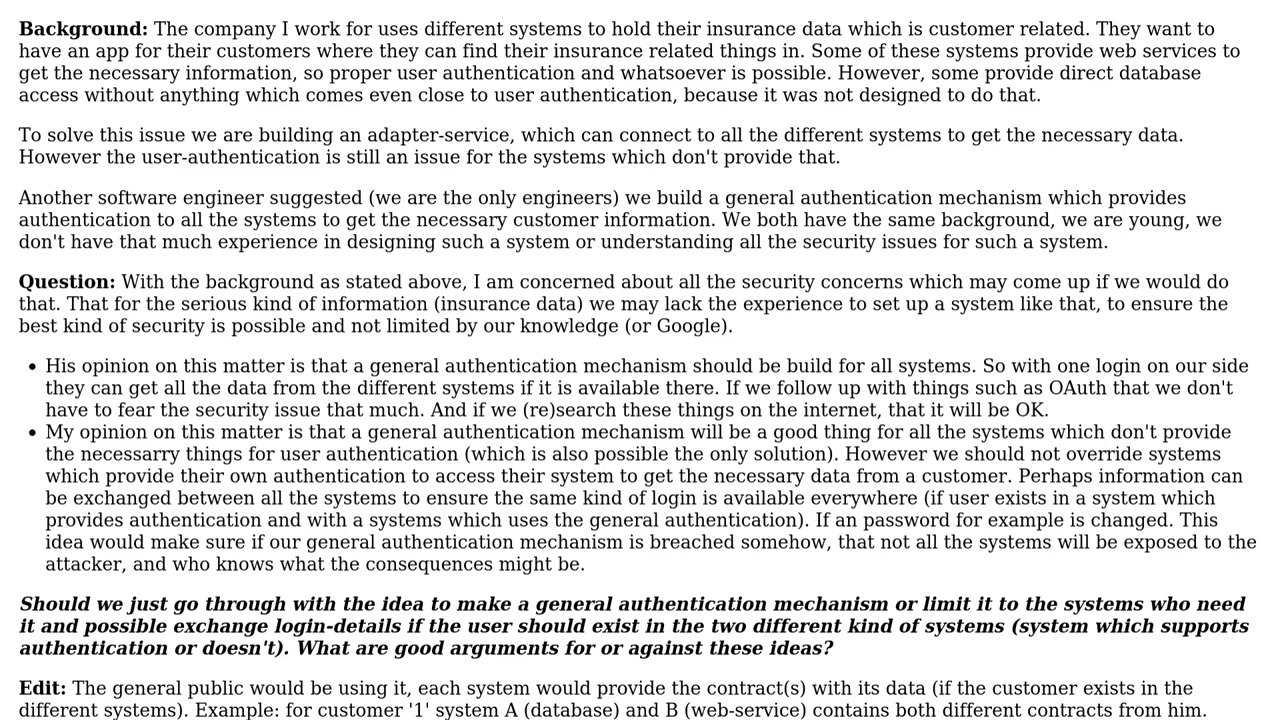 Background: The company I work for uses different systems to hold their insurance data which is customer related. They want to
have an app for their customers where they can find their insurance related things in. Some of these systems provide web services to
get the necessary information, so proper user authentication and whatsoever is possible. However, some provide direct database
access without anything which comes even close to user authentication, because it was not designed to do that.
To solve this issue we are building an adapter-service, which can connect to all the different systems to get the necessary data.
However the user-authentication is still an issue for the systems which don't provide that.
Another software engineer suggested (we are the only engineers) we build a general authentication mechanism which provides
authentication to all the systems to get the necessary customer information. We both have the same background, we are young, we
don't have that much experience in designing such a system or understanding all the security issues for such a system.
Question: With the background as stated above, I am concerned about all the security concerns which may come up if we would do
that. That for the serious kind of information (insurance data) we may lack the experience to set up a system like that, to ensure the
best kind of security is possible and not limited by our knowledge (or Google).
• His opinion on this matter is that a general authentication mechanism should be build for all systems. So with one login on our side
they can get all the data from the different systems if it is available there. If we follow up with things such as OAuth that we don't
have to fear the security issue that much. And if we (re)search these things on the internet, that it will be OK.
• My opinion on this matter is that a general authentication mechanism will be a good thing for all the systems which don't provide
the necessarry things for user authentication (which is also possible the only solution). However we should not override systems
which provide their own authentication to access their system to get the necessary data from a customer. Perhaps information can
be exchanged between all the systems to ensure the same kind of login is available everywhere (if user exists in a system which
provides authentication and with a systems which uses the general authentication). If an password for example is changed. This
idea would make sure if our general authentication mechanism is breached somehow, that not all the systems will be exposed to the
attacker, and who knows what the consequences might be.
Should we just go through with the idea to make a general authentication mechanism or limit it to the systems who need
it and possible exchange login-details if the user should exist in the two different kind of systems (system which supports
authentication or doesn't). What are good arguments for or against these ideas?
Edit: The general public would be using it, each system would provide the contract(s) with its data (if the customer exists in the
different systems). Example: for customer '1' system A (database) and B (web-service) contains both different contracts from him.